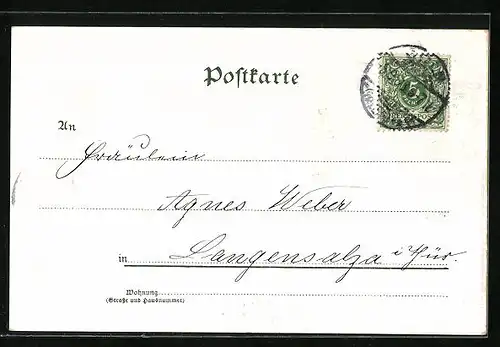 Postkarte
An
Fräulein
Agnes Weber
in Langensalza i Thür.
Wohnung
(Straße und Hausnummer)